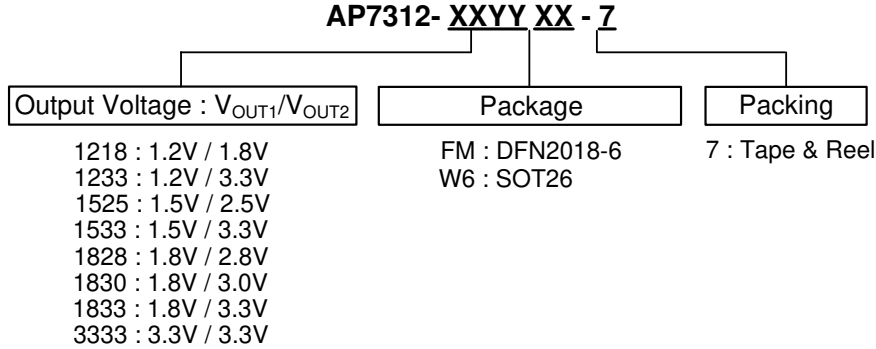 AP7312- XXYY XX - 7
Output Voltage : VOUT1/VOUT2
1218 : 1.2V / 1.8V
1233 : 1.2V / 3.3V
1525 : 1.5V / 2.5V
1533 : 1.5V / 3.3V
1828 : 1.8V / 2.8V
1830 : 1.8V / 3.0V
1833 : 1.8V / 3.3V
3333 : 3.3V / 3.3V
Package
FM : DFN2018-6
W6 : SOT26
Packing
7 : Tape & Reel